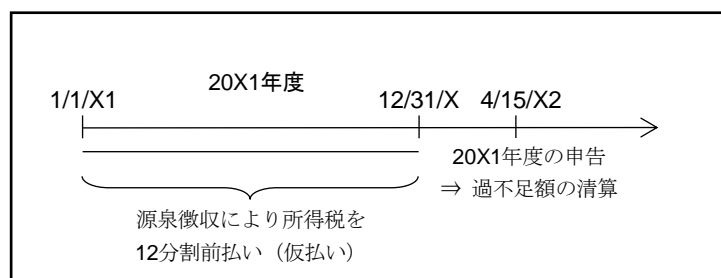 20X1年度
1/1/X1 12/31/X 4/15/X2
20X1年度の申告
⇒ 過不足額の清算
源泉徴収により所得税を
12分割前払い（仮払い）